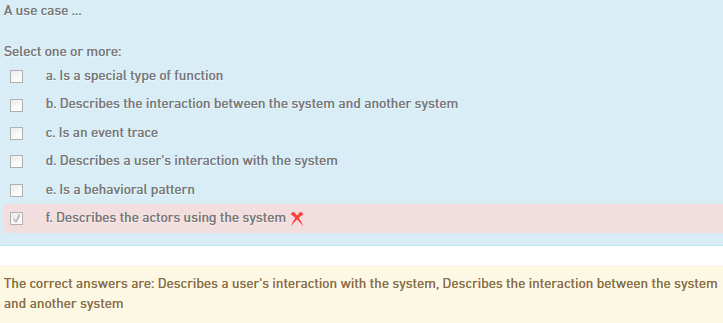 A use case ...
Select one or more:
a. Is a special type of function
b. Describes the interaction between the system and another system
c. Is an event trace
d. Describes a user's interaction with the system
e. Is a behavioral pattern
f. Describes the actors using the system
The correct answers are: Describes a user's interaction with the system, Describes the interaction between the system
and another system